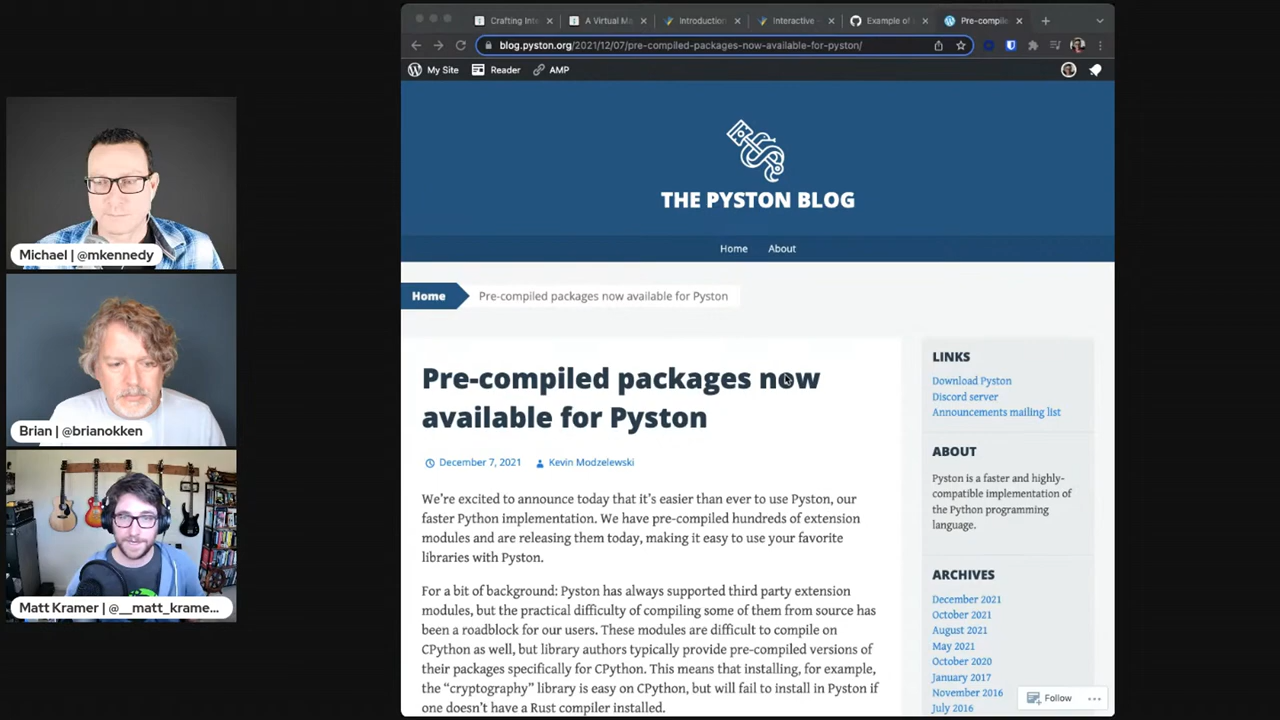 Crafting Inte
A Virtual Ma
Introduction
Interactive
Example of
Pre-compile
blog.pyston.org/2021/12/07/pre-compiled-packages-now-available-for-pyston/
My Site
Reader
AMP
THE PYSTON BLOG
Home
About
Home
Pre-compiled packages now available for Pyston
Pre-compiled packages now
available for Pyston
December 7, 2021
Kevin Modzelewski
We're excited to announce today that it's easier than ever to use Pyston, our
faster Python implementation. We have pre-compiled hundreds of extension
modules and are releasing them today, making it easy to use your favorite
libraries with Pyston.
For a bit of background: Pyston has always supported third party extension
modules, but the practical difficulty of compiling some of them from source has
been a roadblock for our users. These modules are difficult to compile on
CPython as well, but library authors typically provide pre-compiled versions of
their packages specifically for CPython. This means that installing, for example,
the “cryptography” library is easy on CPython, but will fail to install in Pyston if
one doesn't have a Rust compiler installed.
LINKS
Download Pyston
Discord server
Announcements mailing list
ABOUT
Pyston is a faster and highly-
compatible implementation of
the Python programming
language.
ARCHIVES
December 2021
October 2021
August 2021
May 2021
October 2020
January 2017
November 2016
July 2016
Follow
Michael | @mkennedy
Brian | @brianokken
Matt Kramer | @__matt_krame...